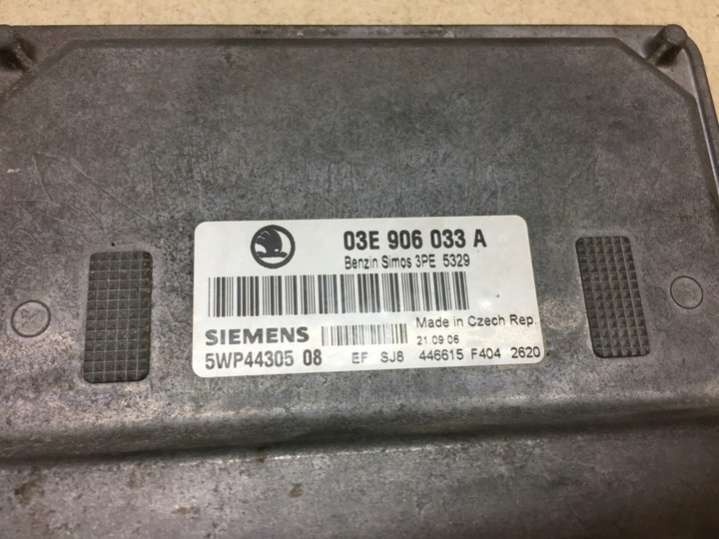 03E 906 033 A
Benzin Simos 3PE 5329
SIEMENS Made in Czech Rep.
21 09 06
5WP44305 08 EF SJ8 446615 F404 2620